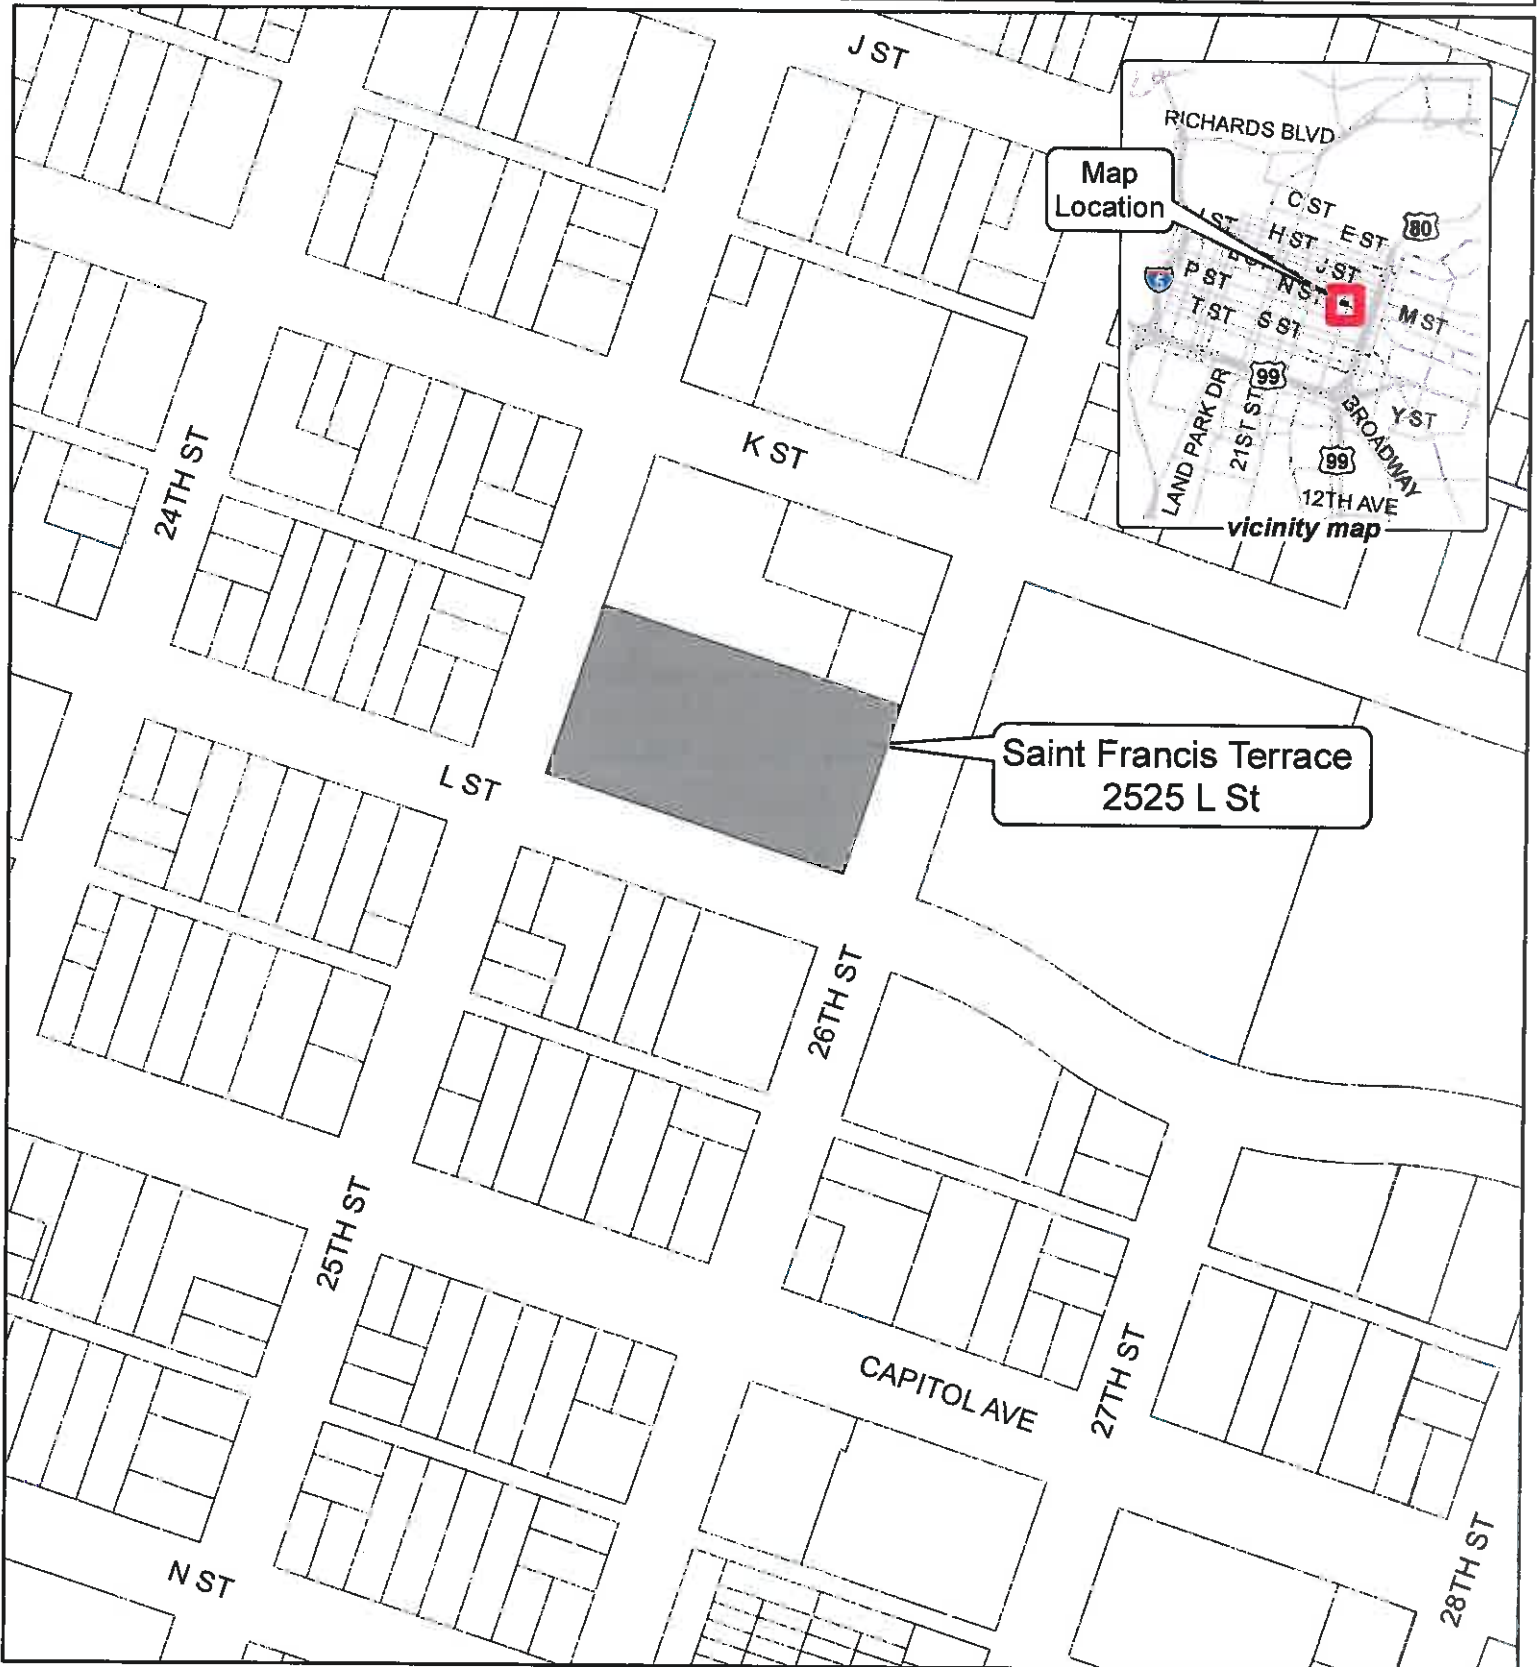 J ST
RICHARDS BLVD
Map
Location
C ST
I ST
H ST
E ST
80
J ST
5
P ST
N ST
T ST
S ST
M ST
99
LAND PARK DR
21ST ST
BROADWAY
Y ST
99
12TH AVE
vicinity map
K ST
24TH ST
L ST
Saint Francis Terrace
2525 L St
26TH ST
25TH ST
CAPITOL AVE
27TH ST
N ST
28TH ST